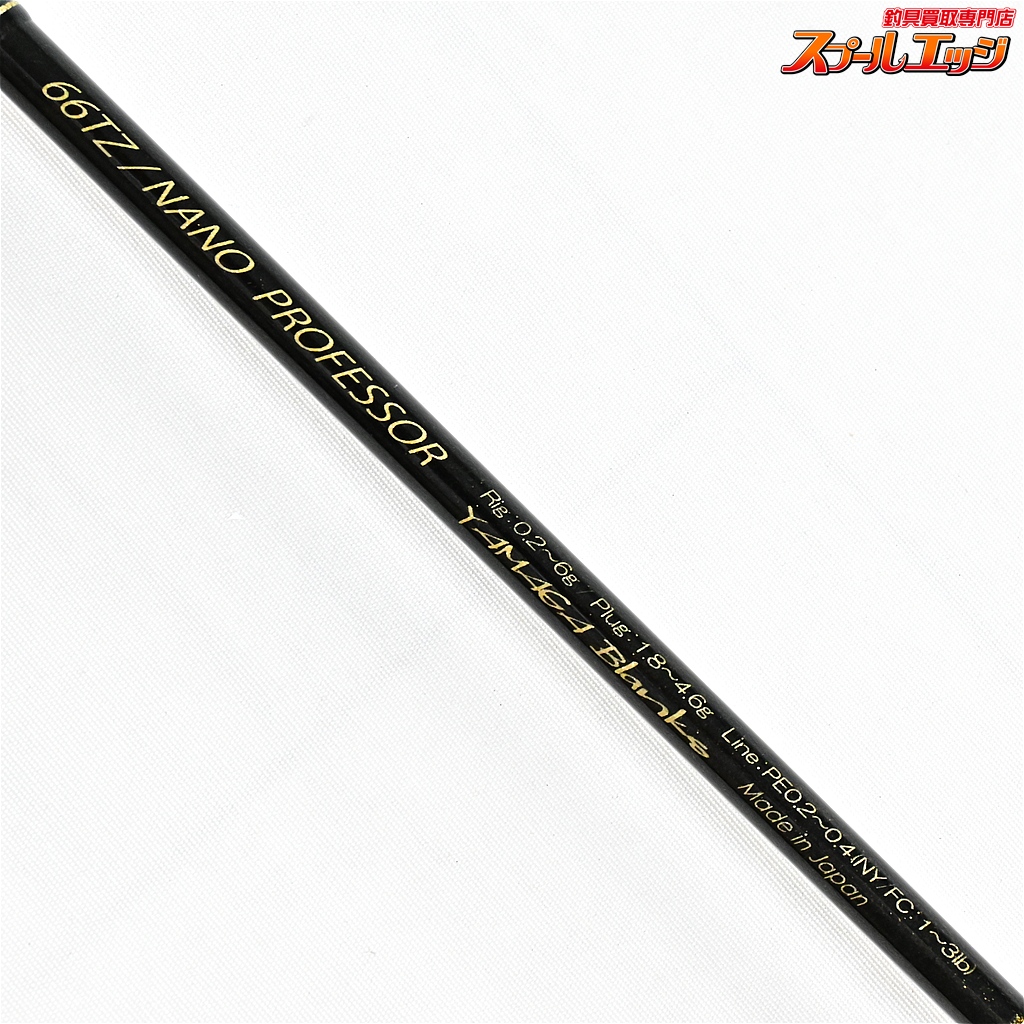 釣具買取専門店
スプールエッジ
66TZ / NANO PROFESSOR
Rig:0.2~6g / Plug:1.8~4.6g Line:PE0.2~0.4(NY/FC:1~3lb)
YAMAGA Blanks
Made in Japan